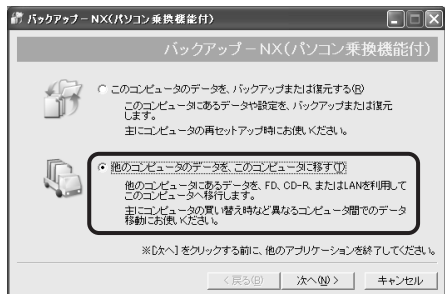 バックアップ－NX(パソコン乗換機能付)
バックアップ－NX(パソコン乗換機能付)
このコンピュータのデータを、バックアップまたは復元する(R)
このコンピュータにあるデータや設定を、バックアップまたは復元
します。
主にコンピュータの再セットアップ時にお使いください。
他のコンピュータのデータを、このコンピュータに移す(T)
他のコンピュータにあるデータを、FD、CD-R、またはLANを利用して
このコンピュータへ移行します。
主にコンピュータの買い替え時など異なるコンピュータ間でのデータ
移動にお使いください。
※[次へ]をクリックする前に、他のアプリケーションを終了してください。
＜戻る(B)
次へ(N)＞
キャンセル